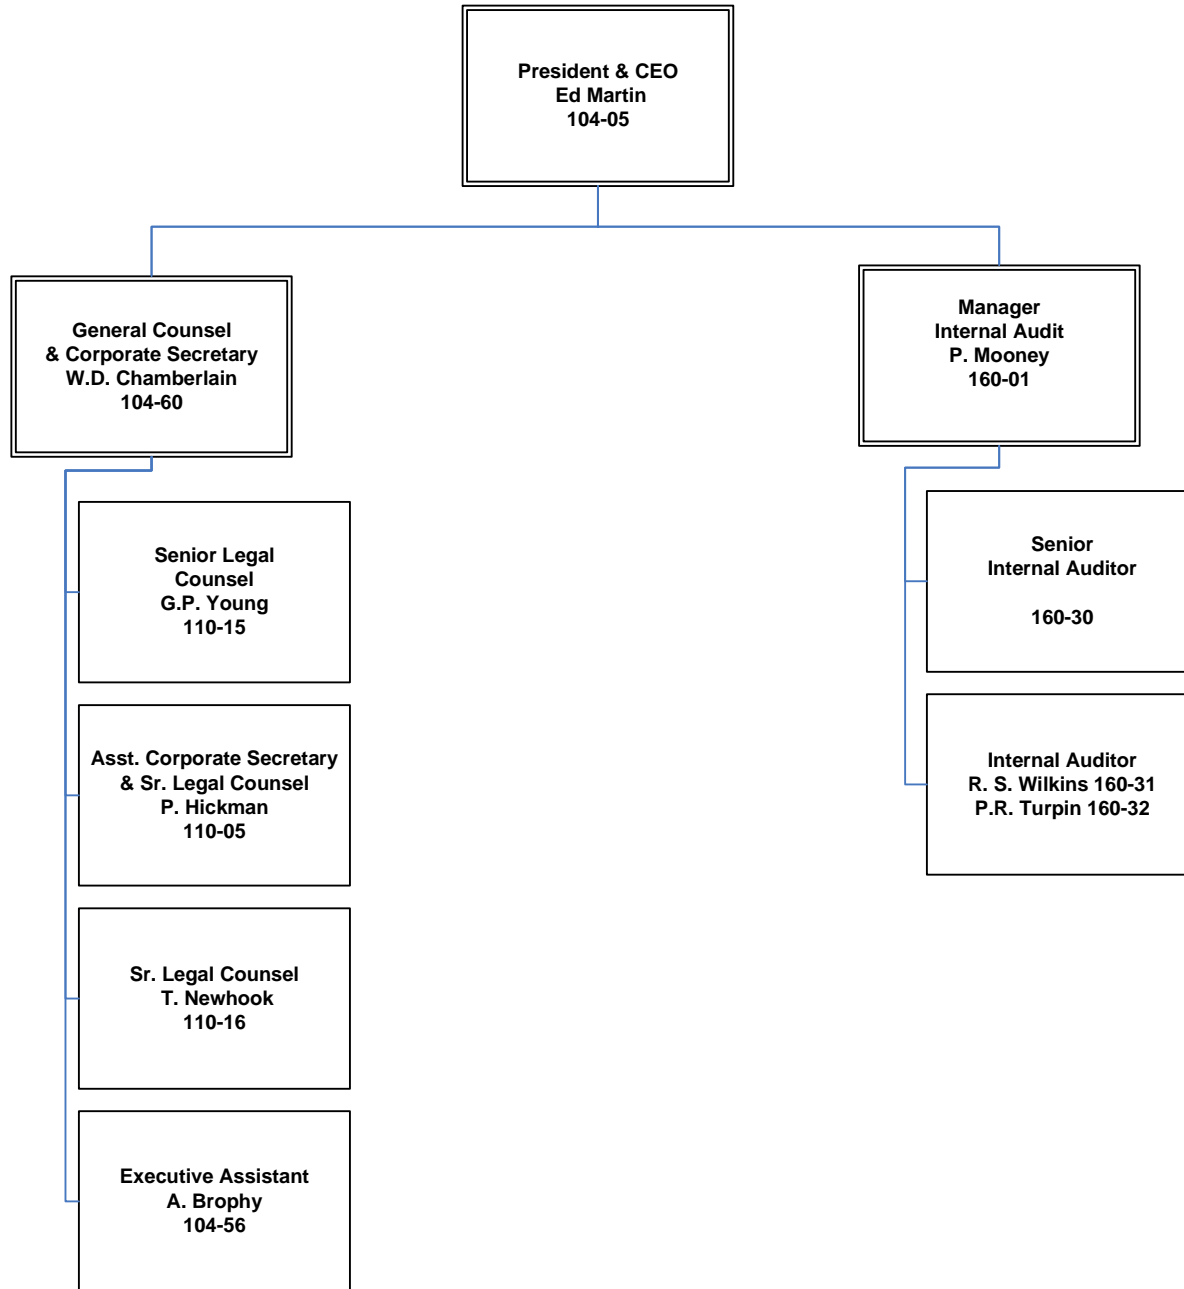 President & CEO
Ed Martin
104-05
General Counsel
& Corporate Secretary
W.D. Chamberlain
104-60
Manager
Internal Audit
P. Mooney
160-01
Senior Legal
Counsel
G.P. Young
110-15
Asst. Corporate Secretary
& Sr. Legal Counsel
P. Hickman
110-05
Sr. Legal Counsel
T. Newhook
110-16
Executive Assistant
A. Brophy
104-56
Senior
Internal Auditor
160-30
Internal Auditor
R. S. Wilkins 160-31
P.R. Turpin 160-32